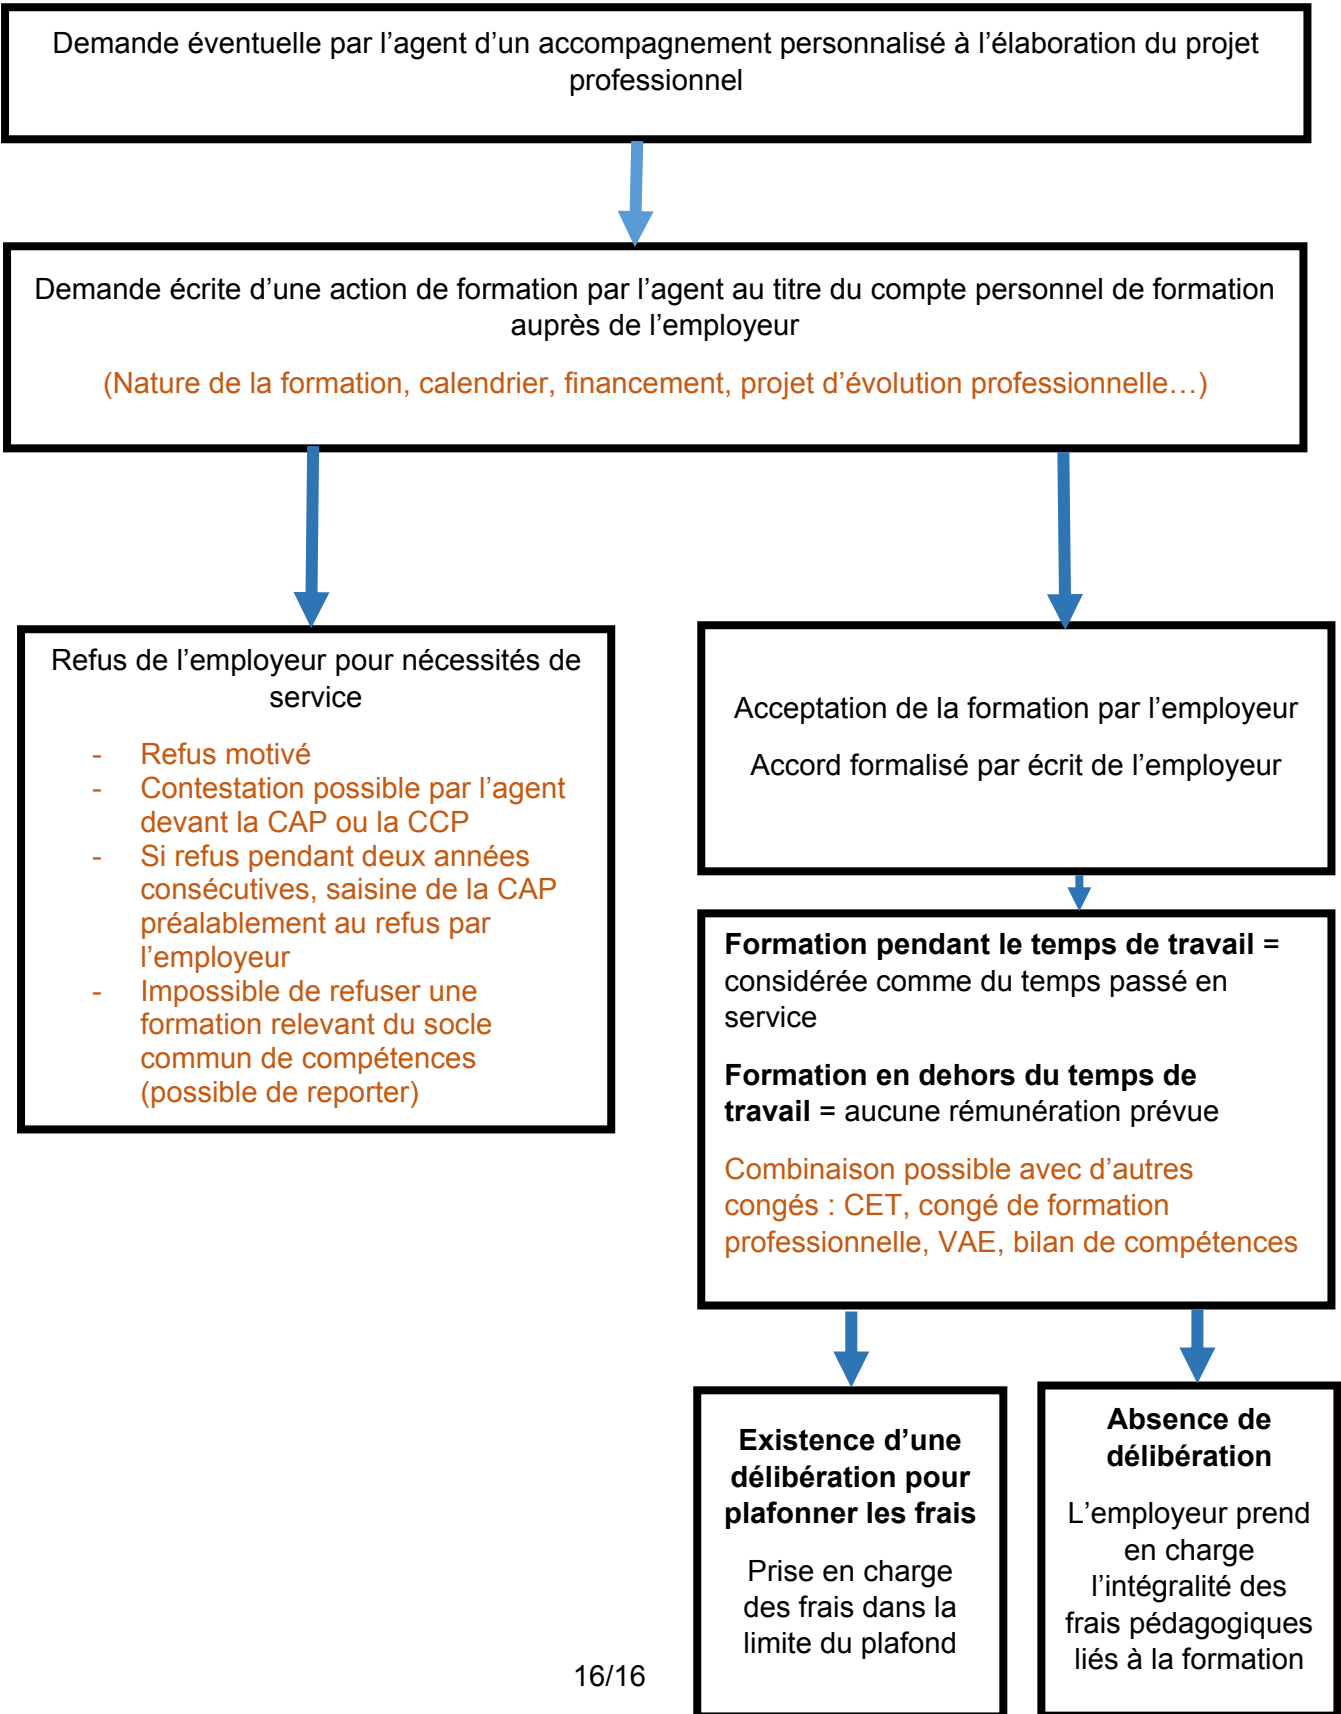 Demande éventuelle par l’agent d’un accompagnement personnalisé à l’élaboration du projet
professionnel
Demande écrite d’une action de formation par l’agent au titre du compte personnel de formation
auprès de l’employeur
(Nature de la formation, calendrier, financement, projet d’évolution professionnelle…)
Refus de l’employeur pour nécessités de
service
- Refus motivé
- Contestation possible par l’agent
devant la CAP ou la CCP
- Si refus pendant deux années
consécutives, saisine de la CAP
préalablement au refus par
l’employeur
- Impossible de refuser une
formation relevant du socle
commun de compétences
(possible de reporter)
Acceptation de la formation par l’employeur
Accord formalisé par écrit de l’employeur
Formation pendant le temps de travail =
considérée comme du temps passé en
service
Formation en dehors du temps de
travail = aucune rémunération prévue
Combinaison possible avec d’autres
congés : CET, congé de formation
professionnelle, VAE, bilan de compétences
Existence d’une
délibération pour
plafonner les frais
Prise en charge
des frais dans la
limite du plafond
Absence de
délibération
L’employeur prend
en charge
l’intégralité des
frais pédagogiques
liés à la formation
16/16